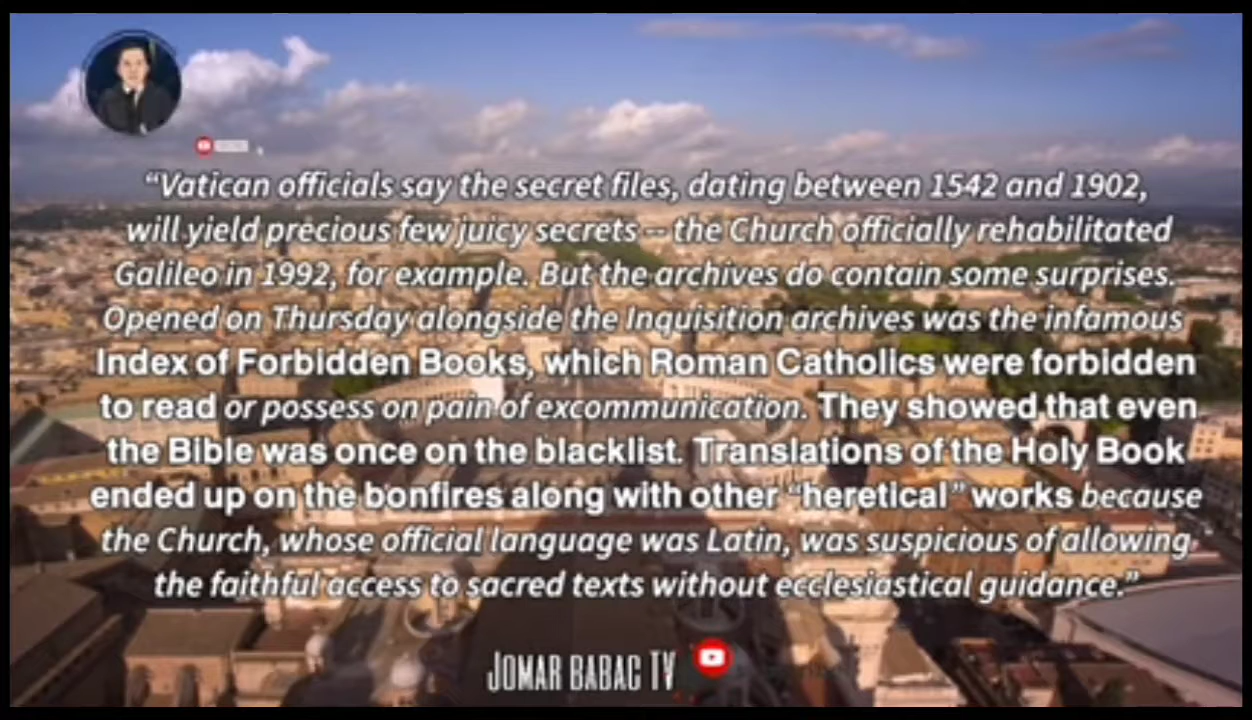 “Vatican officials say the secret files, dating between 1542 and 1902,
will yield precious few juicy secrets -- the Church officially rehabilitated
Galileo in 1992, for example. But the archives do contain some surprises.
Opened on Thursday alongside the Inquisition archives was the infamous
Index of Forbidden Books, which Roman Catholics were forbidden
to read or possess on pain of excommunication. They showed that even
the Bible was once on the blacklist. Translations of the Holy Book
ended up on the bonfires along with other “heretical” works because
the Church, whose official language was Latin, was suspicious of allowing
the faithful access to sacred texts without ecclesiastical guidance.”
JOMAR BABAC TV